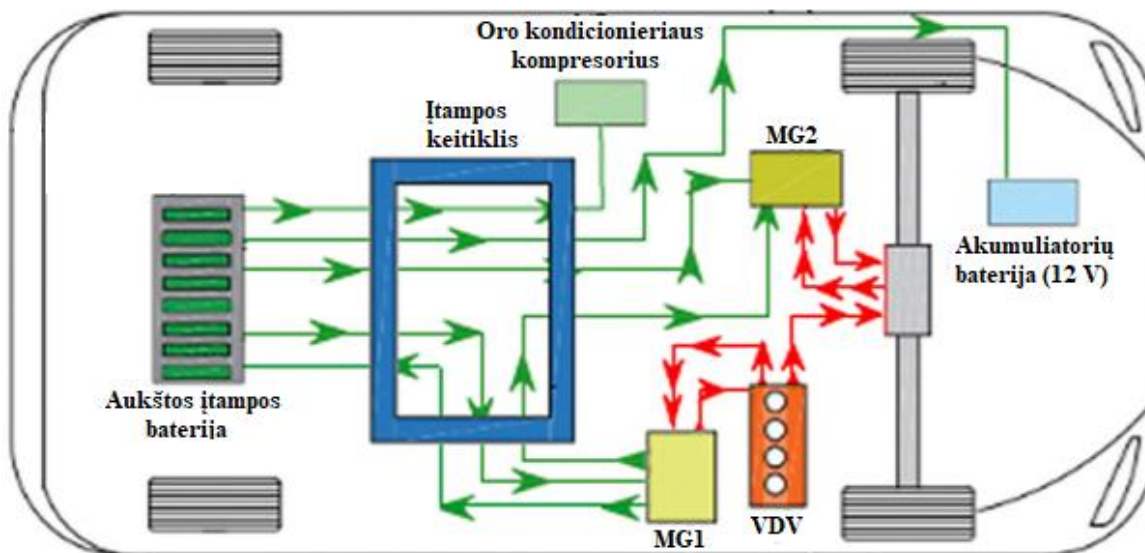 Oro kondicionieriaus
kompresorius
Įtampos
keitiklis
MG2
Akumuliatorių
baterija (12 V)
Aukštos įtampos
baterija
MG1
VDV